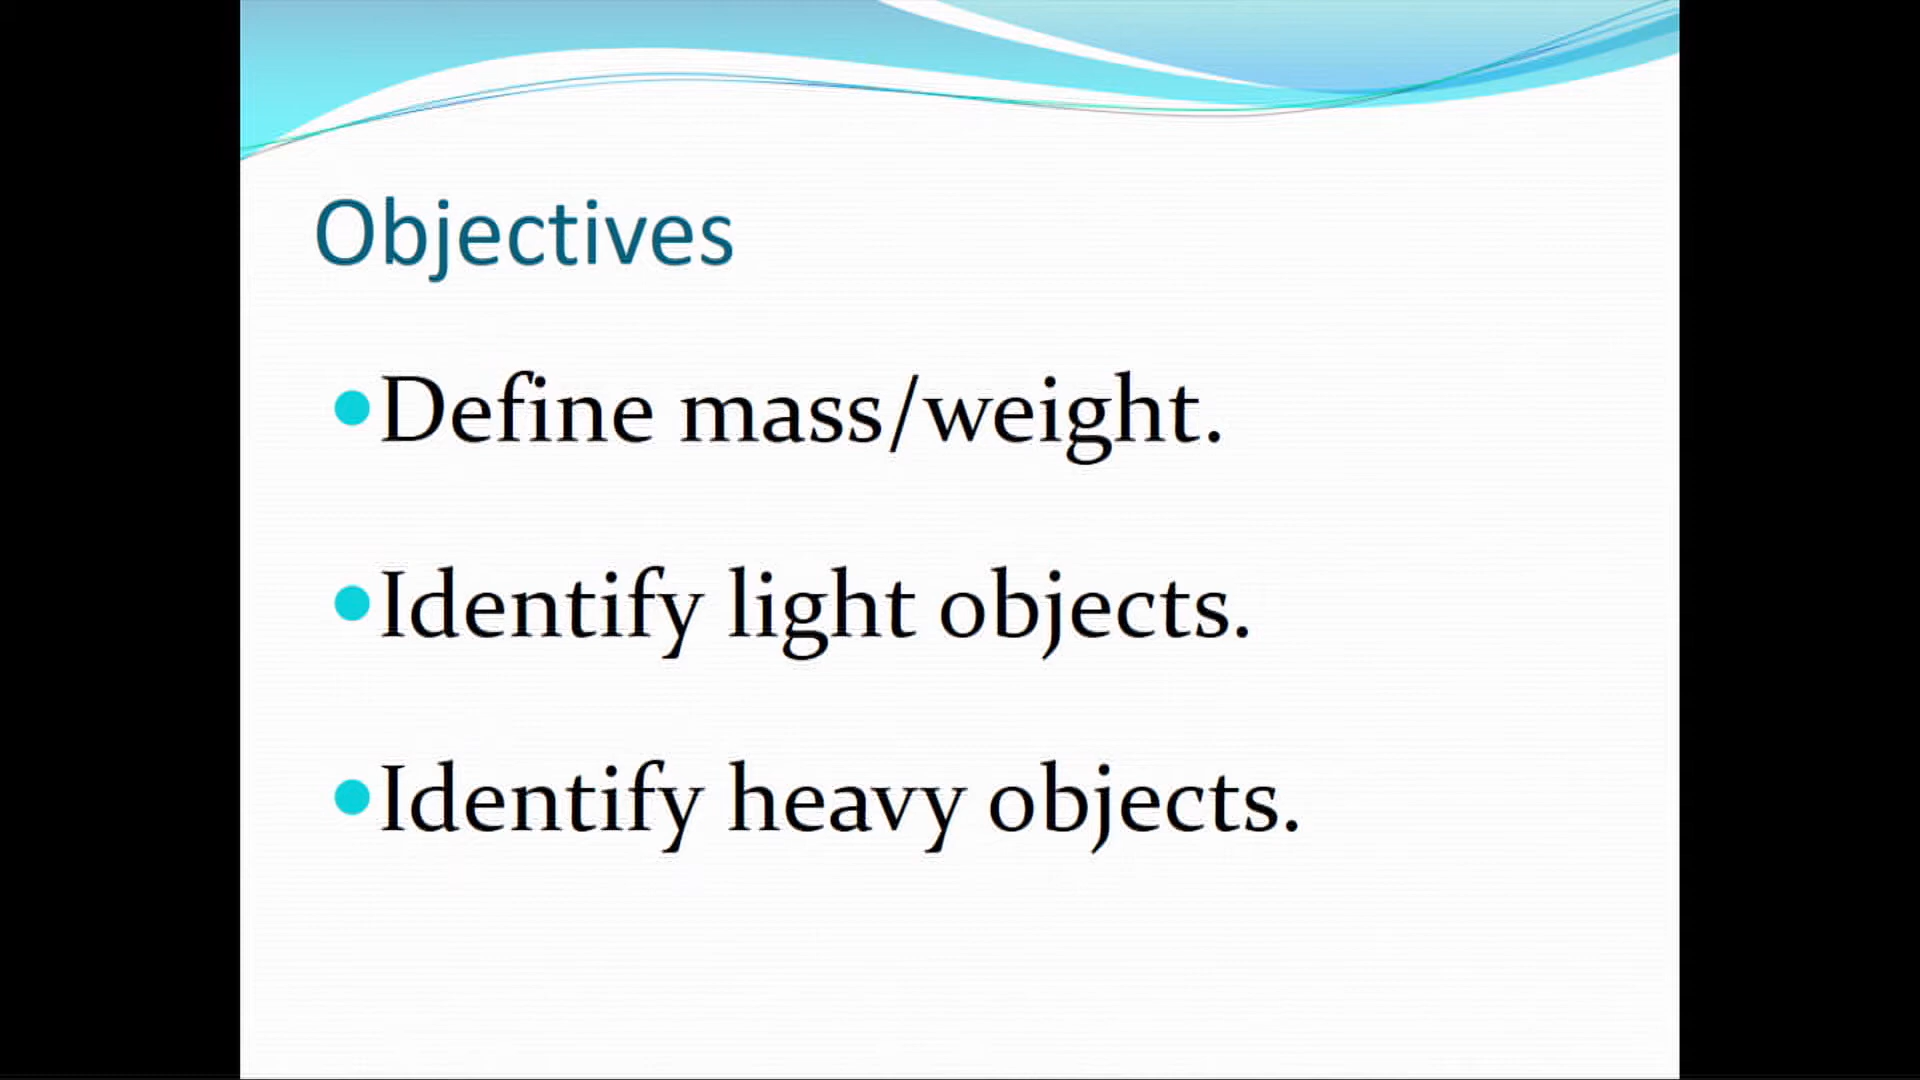 Objectives
Define mass/weight.
Identify light objects.
Identify heavy objects.